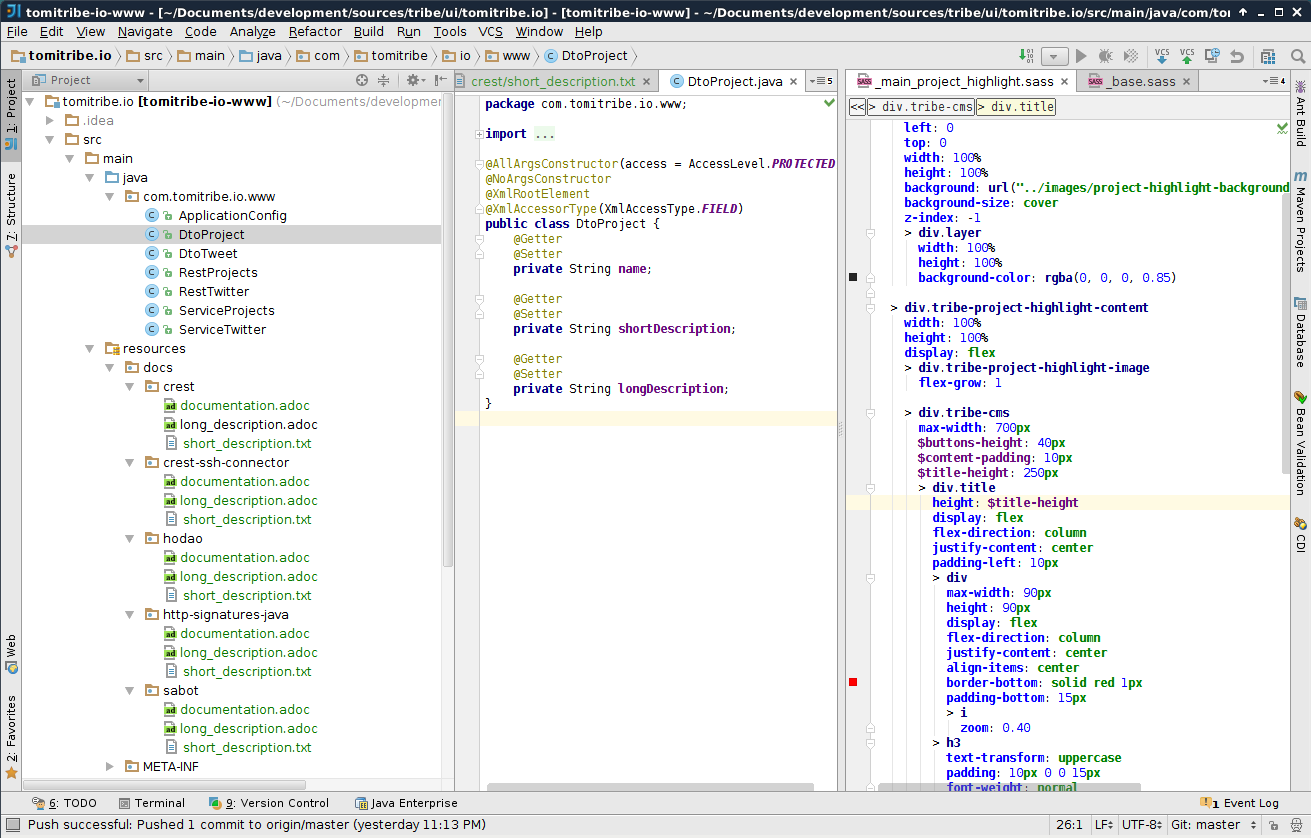 tomitribe-io-www - [~/Documents/development/sources/tribe/ui/tomitribe.io] - [tomitribe-io-www] - ~/Documents/development/sources/tribe/ui/tomitribe.io/src/main/java/com/tor
File Edit View Navigate Code Analyze Refactor Build Run Tools VCS Window Help
tomitribe.io src main java com tomitribe io www DtoProject
VCS VCS
1: Project
7: Structure
Web
2: Favorites
Project
tomitribe.io [tomitribe-io-www] (~/Documents/developmer
.idea
src
main
java
com.tomitribe.io.www
ApplicationConfig
DtoProject
DtoTweet
RestProjects
RestTwitter
ServiceProjects
ServiceTwitter
resources
docs
crest
documentation.adoc
long_description.adoc
short_description.txt
crest-ssh-connector
documentation.adoc
long_description.adoc
short_description.txt
hodao
documentation.adoc
long_description.adoc
short_description.txt
http-signatures-java
documentation.adoc
long_description.adoc
short_description.txt
sabot
documentation.adoc
long_description.adoc
short_description.txt
META-INF
crest/short_description.txt DtoProject.java 5
package com.tomitribe.io.www;
import ...
@AllArgsConstructor(access = AccessLevel.PROTECTED
@NoArgsConstructor
@XmlRootElement
@XmlAccessorType(XmlAccessType.FIELD)
public class DtoProject {
@Getter
@Setter
private String name;
@Getter
@Setter
private String shortDescription;
@Getter
@Setter
private String longDescription;
}
_main_project_highlight.sass _base.sass 4
<< > div.tribe-cms > div.title
left: 0
top: 0
width: 100%
height: 100%
background: url("../images/project-highlight-background
background-size: cover
z-index: -1
> div.layer
width: 100%
height: 100%
background-color: rgba(0, 0, 0, 0.85)
> div.tribe-project-highlight-content
width: 100%
height: 100%
display: flex
> div.tribe-project-highlight-image
flex-grow: 1
> div.tribe-cms
max-width: 700px
$buttons-height: 40px
$content-padding: 10px
$title-height: 250px
> div.title
height: $title-height
display: flex
flex-direction: column
justify-content: center
padding-left: 10px
> div
max-width: 90px
height: 90px
display: flex
flex-direction: column
justify-content: center
align-items: center
border-bottom: solid red 1px
padding-bottom: 15px
> i
zoom: 0.40
> h3
text-transform: uppercase
padding: 10px 0 0 15px
font-weight: normal
Ant Build
Maven Projects
Database
Bean Validation
CDI
6: TODO Terminal 9: Version Control Java Enterprise 1 Event Log
Push successful: Pushed 1 commit to origin/master (yesterday 11:13 PM) 26:1 LF UTF-8 Git: master